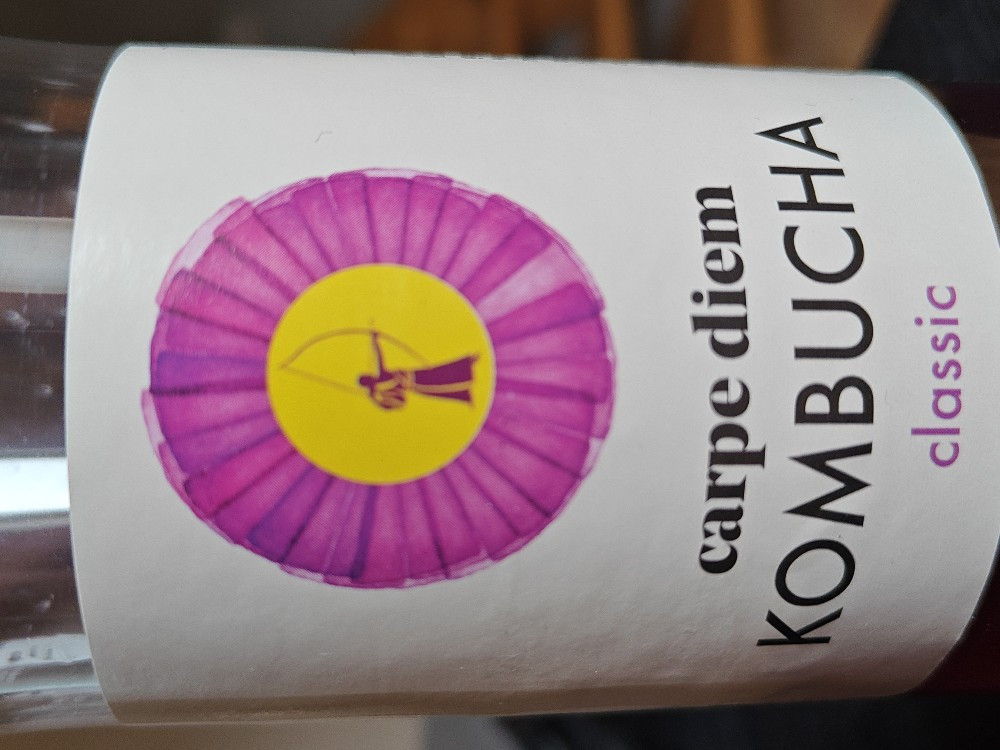 carpe diem
KOMBUCHA
classic